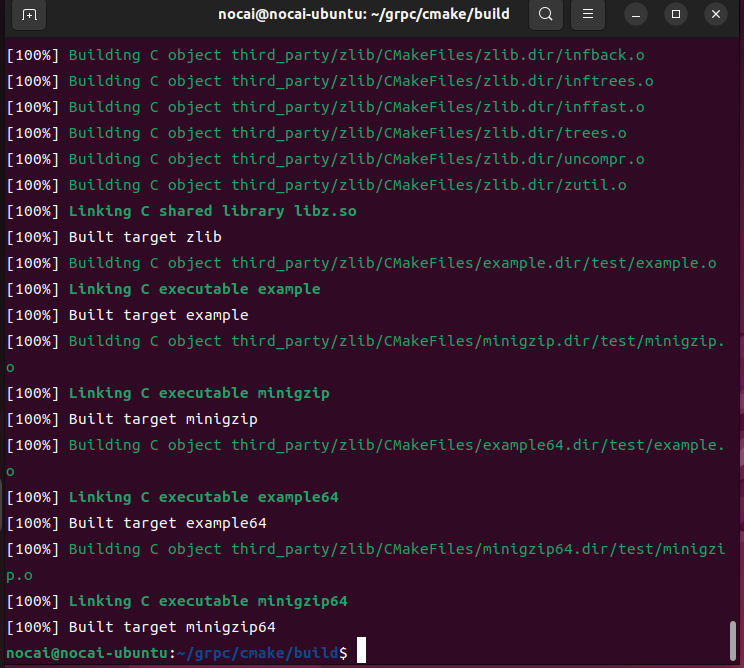 nocai@nocai-ubuntu: ~/grpc/cmake/build
[100%] Building C object third_party/zlib/CMakeFiles/zlib.dir/infback.o
[100%] Building C object third_party/zlib/CMakeFiles/zlib.dir/inftrees.o
[100%] Building C object third_party/zlib/CMakeFiles/zlib.dir/inffast.o
[100%] Building C object third_party/zlib/CMakeFiles/zlib.dir/trees.o
[100%] Building C object third_party/zlib/CMakeFiles/zlib.dir/uncompr.o
[100%] Building C object third_party/zlib/CMakeFiles/zlib.dir/zutil.o
[100%] Linking C shared library libz.so
[100%] Built target zlib
[100%] Building C object third_party/zlib/CMakeFiles/example.dir/test/example.o
[100%] Linking C executable example
[100%] Built target example
[100%] Building C object third_party/zlib/CMakeFiles/minigzip.dir/test/minigzip.
o
[100%] Linking C executable minigzip
[100%] Built target minigzip
[100%] Building C object third_party/zlib/CMakeFiles/example64.dir/test/example.
o
[100%] Linking C executable example64
[100%] Built target example64
[100%] Building C object third_party/zlib/CMakeFiles/minigzip64.dir/test/minigzi
p.o
[100%] Linking C executable minigzip64
[100%] Built target minigzip64
nocai@nocai-ubuntu:~/grpc/cmake/build$